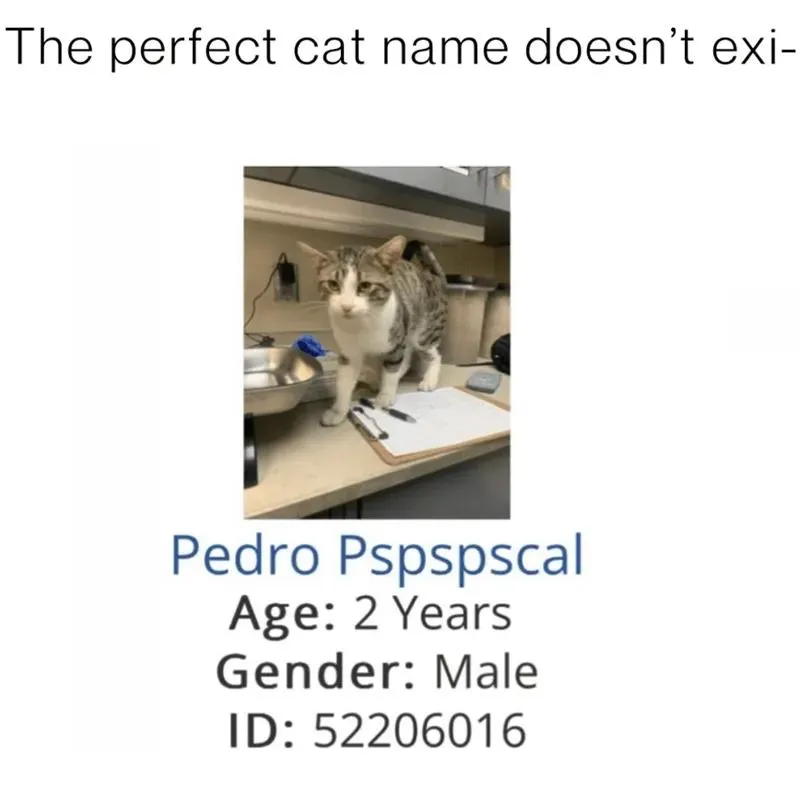 The perfect cat name doesn’t exi-
Pedro Pspspscal
Age: 2 Years
Gender: Male
ID: 52206016